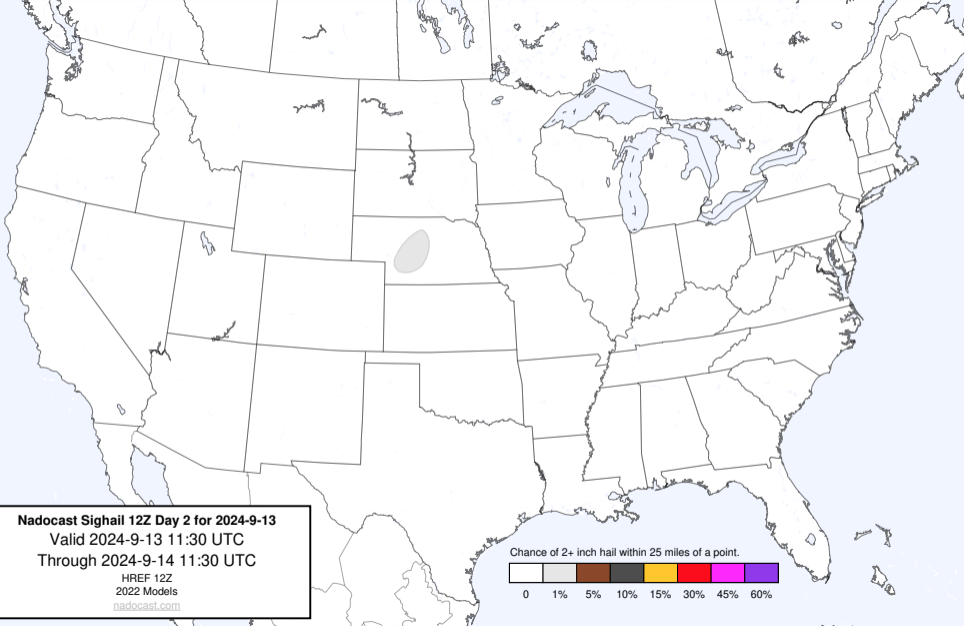 Nadocast Sighail 12Z Day 2 for 2024-9-13
Valid 2024-9-13 11:30 UTC
Through 2024-9-14 11:30 UTC
HREF 12Z
2022 Models
nadocast.com
Chance of 2+ inch hail within 25 miles of a point.
0 1% 5% 10% 15% 30% 45% 60%